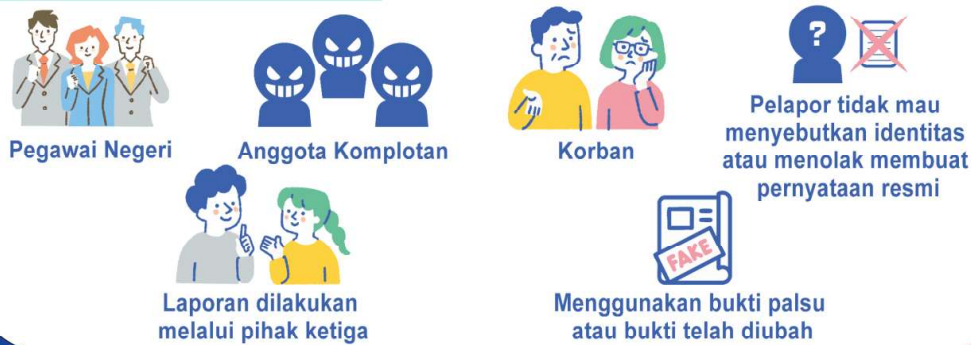 Pegawai Negeri
Anggota Komplotan
Korban
?
Pelapor tidak mau
menyebutkan identitas
atau menolak membuat
pernyataan resmi
Laporan dilakukan
melalui pihak ketiga
FAKE
Menggunakan bukti palsu
atau bukti telah diubah